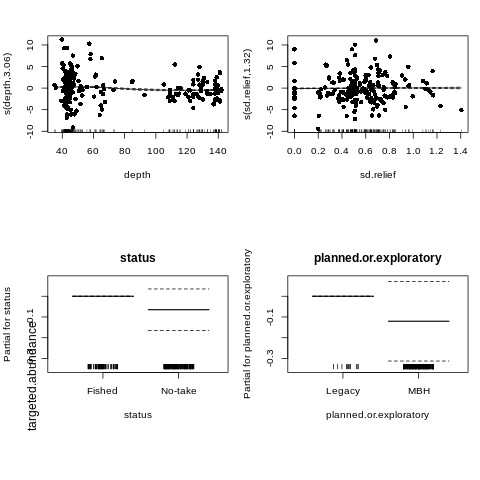 s(depth,3.06)
10
5
0
-5
-10
40 60 80 100 120 140
depth
s(sd.relief,1.32)
10
5
0
-5
-10
0.0 0.2 0.4 0.6 0.8 1.0 1.2 1.4
sd.relief
status
Partial for status
Fished No-take
status
targeted.abundance
planned.or.exploratory
Partial for planned.or.exploratory
-0.1
-0.3
Legacy MBH
planned.or.exploratory